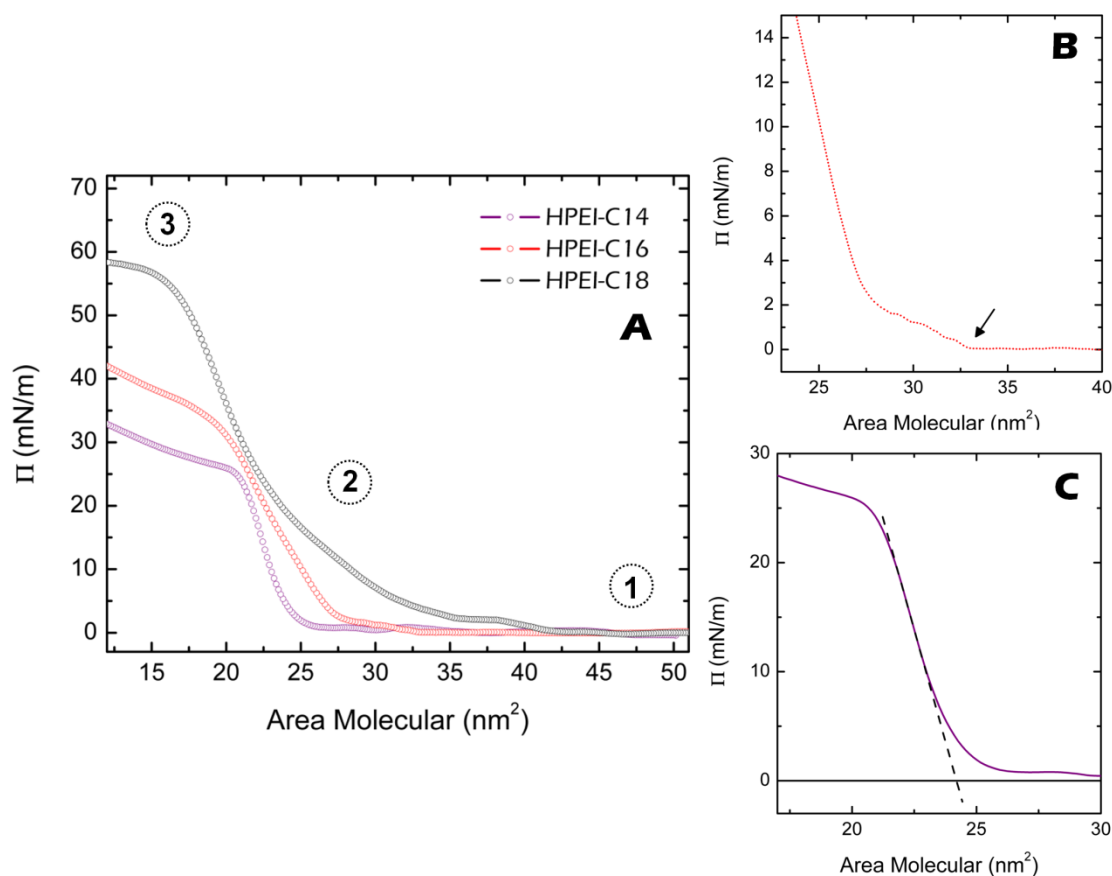 70
60
50
40
30
20
10
0
Π (mN/m)
15 20 25 30 35 40 45 50
Area Molecular (nm²)
3
2
1
HPEI-C14
HPEI-C16
HPEI-C18
A
14
12
10
8
6
4
2
0
Π (mN/m)
25 30 35 40
Area Molecular (nm²)
B
30
20
10
0
Π (mN/m)
20 25 30
Area Molecular (nm²)
C